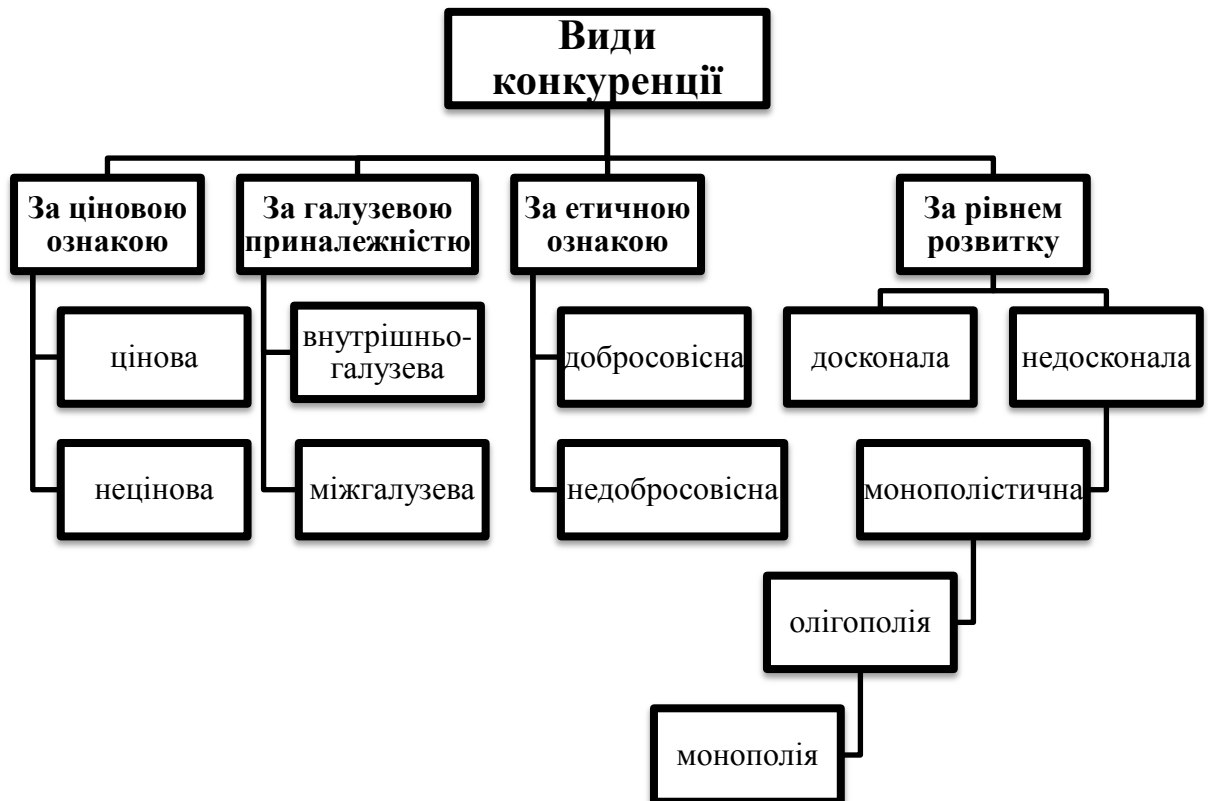 Види
конкуренції
За ціновою
ознакою
За галузевою
приналежністю
За етичною
ознакою
За рівнем
розвитку
цінова
внутрішньо-
галузева
добросовісна
досконала
недосконала
нецінова
міжгалузева
недобросовісна
монополістична
олігополія
монополія